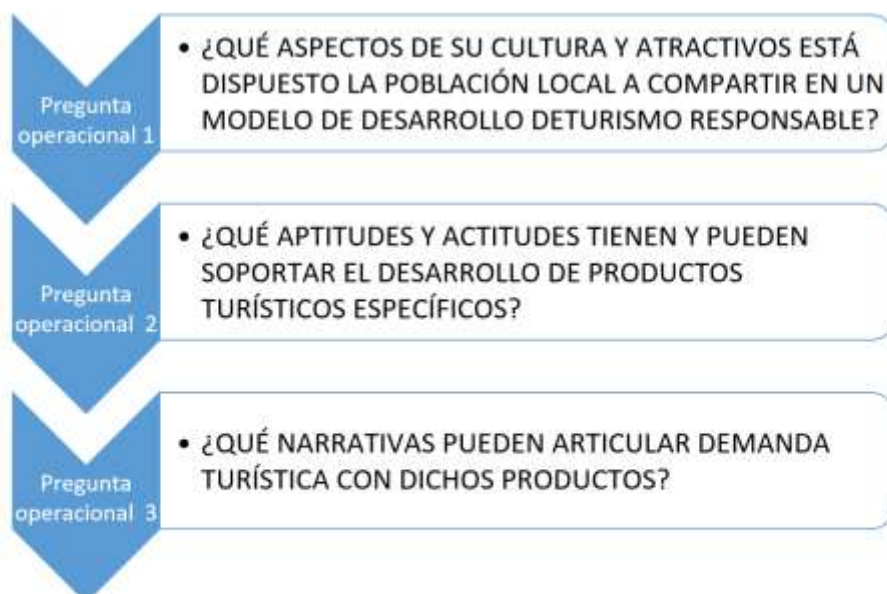 Pregunta
operacional 1
• ¿QUÉ ASPECTOS DE SU CULTURA Y ATRACTIVOS ESTÁ
DISPUESTO LA POBLACIÓN LOCAL A COMPARTIR EN UN
MODELO DE DESARROLLO DETURISMO RESPONSABLE?
Pregunta
operacional 2
• ¿QUÉ APTITUDES Y ACTITUDES TIENEN Y PUEDEN
SOPORTAR EL DESARROLLO DE PRODUCTOS
TURÍSTICOS ESPECÍFICOS?
Pregunta
operacional 3
• ¿QUÉ NARRATIVAS PUEDEN ARTICULAR DEMANDA
TURÍSTICA CON DICHOS PRODUCTOS?